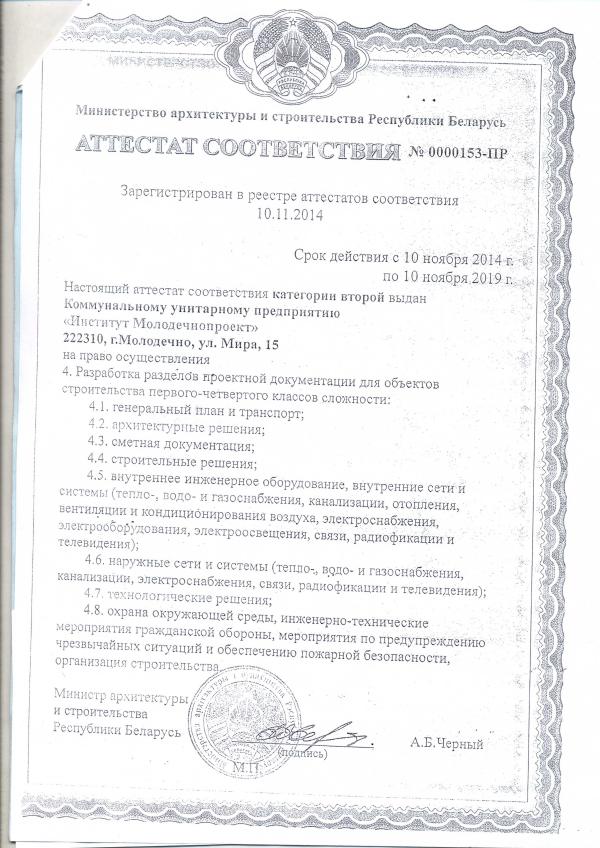 МИНИСТЕРСТВО
Министерство архитектуры и строительства Республики Беларусь
АТТЕСТАТ СООТВЕТСТВИЯ № 0000153-ПР
Зарегистрирован в реестре аттестатов соответствия
10.11.2014
Срок действия с 10 ноября 2014 г.
по 10 ноября 2019 г.
Настоящий аттестат соответствия категории второй выдан
Коммунальному унитарному предприятию
«Институт Молодечнопроект»
222310, г.Молодечно, ул. Мира, 15
на право осуществления
4. Разработка разделов проектной документации для объектов
строительства первого-четвертого классов сложности:
4.1. генеральный план и транспорт;
4.2. архитектурные решения;
4.3. сметная документация;
4.4. строительные решения;
4.5. внутреннее инженерное оборудование, внутренние сети и
системы (тепло-, водо- и газоснабжения, канализации, отопления,
вентиляции и кондиционирования воздуха, электроснабжения,
электрооборудования, электроосвещения, связи, радиофикации и
телевидения);
4.6. наружные сети и системы (тепло-, водо- и газоснабжения,
канализации, электроснабжения, связи, радиофикации и телевидения);
4.7. технологические решения;
4.8. охрана окружающей среды, инженерно-технические
мероприятия гражданской обороны, мероприятия по предупреждению
чрезвычайных ситуаций и обеспечению пожарной безопасности,
организация строительства.
Министр архитектуры
и строительства
Республики Беларусь
(подпись)
А.Б.Черный
М.П.